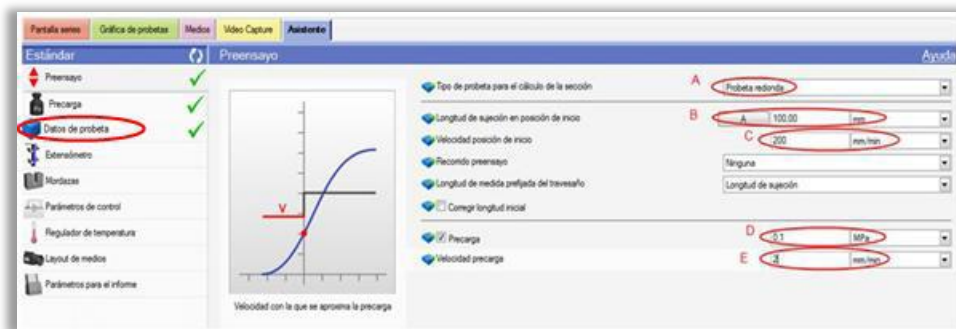 Pantalla series Gráfica de probetas Medios Video Capture Asistente
Estándar Preensayo Ayuda
Preensayo
Precarga
Datos de probeta
Extensómetro
Mordazas
Parámetros de control
Regulador de temperatura
Layout de medios
Parámetros para el informe
V
Velocidad con la que se aproxima la precarga
Tipo de probeta para el cálculo de la sección A Probeta redonda
Longitud de sujeción en posición de inicio B A 100.00 mm
Velocidad posición de inicio C 200 mm/min
Recorrido preensayo Ninguna
Longitud de medida prefijada del travesaño Longitud de sujeción
Corregir longitud inicial
Precarga D 0.1 MPa
Velocidad precarga E 2 mm/min